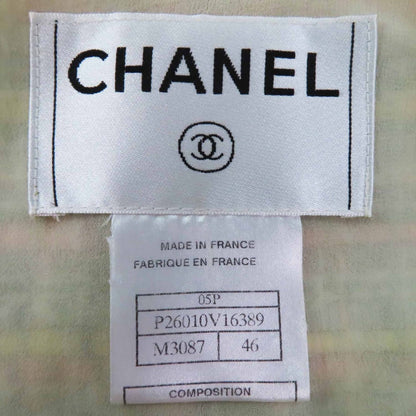 CHANEL
MADE IN FRANCE
FABRIQUE EN FRANCE
05P
P26010V16389
M3087 46
COMPOSITION